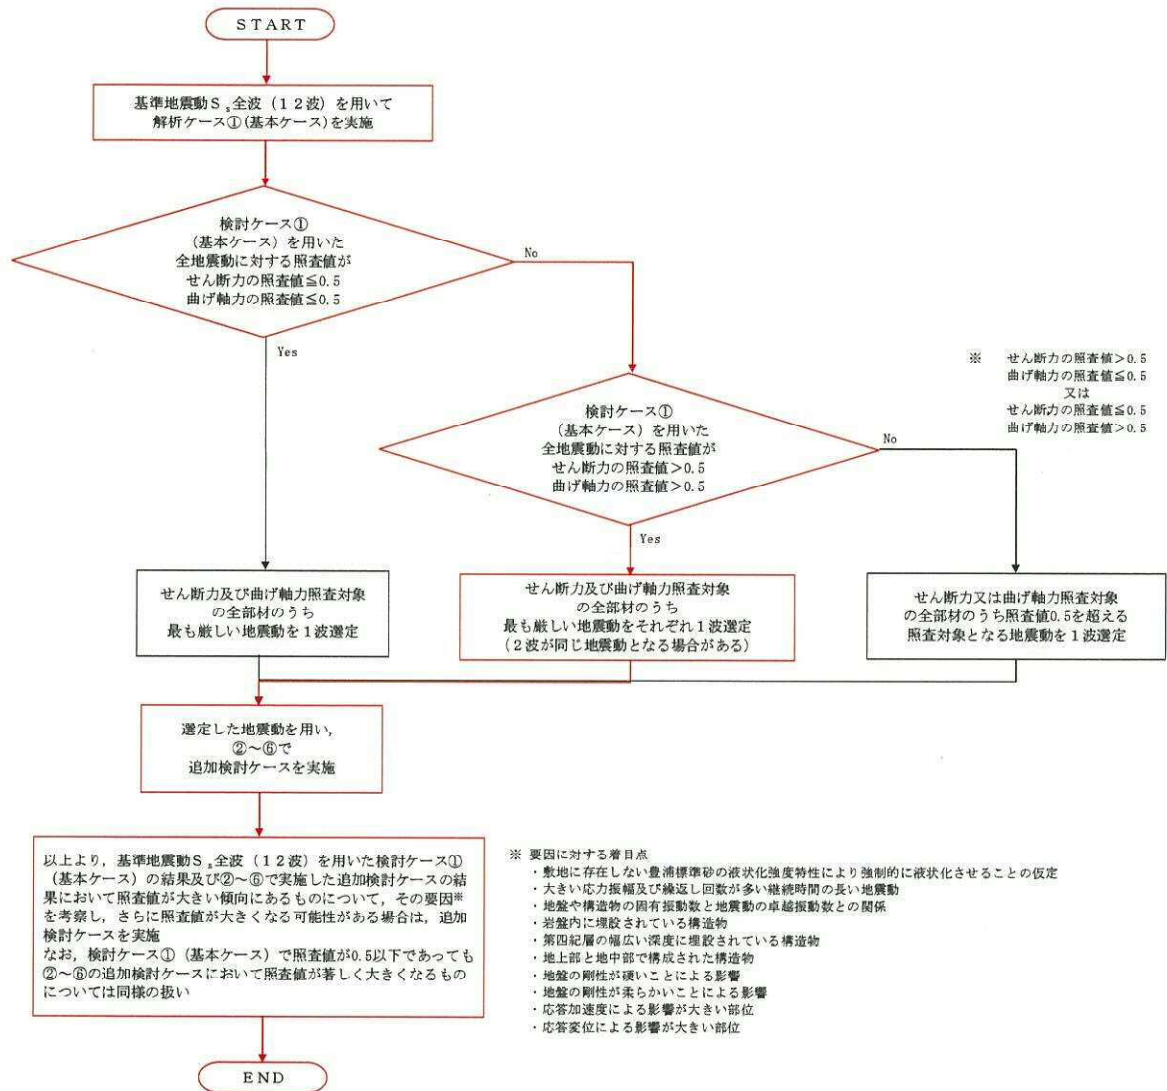 START
基準地震動Ｓｓ全波（１２波）を用いて
解析ケース①(基本ケース)を実施
検討ケース①
(基本ケース）を用いた
全地震動に対する照査値が
せん断力の照査値≦0.5
曲げ軸力の照査値≦0.5
No
Yes
※　せん断力の照査値＞0.5
曲げ軸力の照査値≦0.5
又は
せん断力の照査値≦0.5
曲げ軸力の照査値＞0.5
検討ケース①
(基本ケース）を用いた
全地震動に対する照査値が
せん断力の照査値＞0.5
曲げ軸力の照査値＞0.5
No
Yes
せん断力及び曲げ軸力照査対象
の全部材のうち
最も厳しい地震動を１波選定
せん断力及び曲げ軸力照査対象
の全部材のうち
最も厳しい地震動をそれぞれ１波選定
（２波が同じ地震動となる場合がある）
せん断力又は曲げ軸力照査対象
の全部材のうち照査値0.5を超える
照査対象となる地震動を１波選定
選定した地震動を用い，
②～⑥で
追加検討ケースを実施
以上より，基準地震動Ｓｓ全波（１２波）を用いた検討ケース①
（基本ケース）の結果及び②～⑥で実施した追加検討ケースの結
果において照査値が大きい傾向にあるものについて，その要因※
を考察し，さらに照査値が大きくなる可能性がある場合は，追加
検討ケースを実施
なお，検討ケース①（基本ケース）で照査値が0.5以下であっても
②～⑥の追加検討ケースにおいて照査値が著しく大きくなるもの
については同様の扱い
※ 要因に対する着目点
・敷地に存在しない豊浦標準砂の液状化強度特性により強制的に液状化させることの仮定
・大きい応力振幅及び繰返し回数が多い継続時間の長い地震動
・地盤や構造物の固有振動数と地震動の卓越振動数との関係
・岩盤内に埋設されている構造物
・第四紀層の幅広い深度に埋設されている構造物
・地上部と地中部で構成された構造物
・地盤の剛性が硬いことによる影響
・地盤の剛性が柔らかいことによる影響
・応答加速度による影響が大きい部位
・応答変位による影響が大きい部位
END